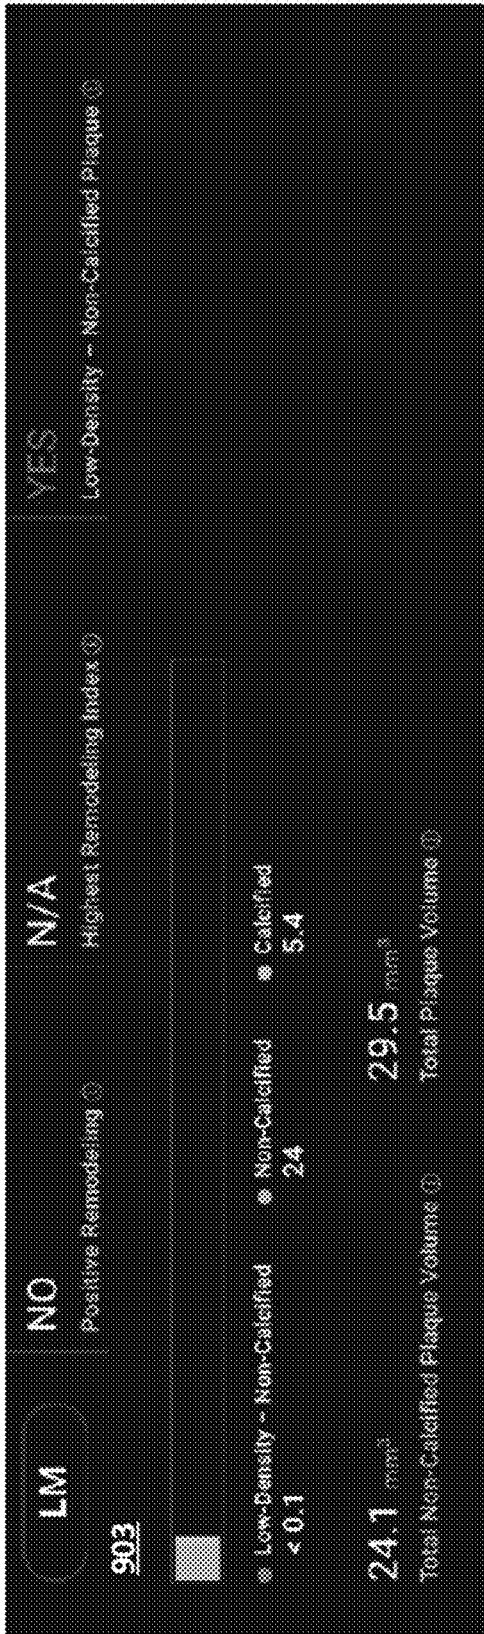 LM NO N/A YES
Positive Remodeling ⓘ Highest Remodeling Index ⓘ Low-Density – Non-Calcified Plaque ⓘ
903
● Low-Density – Non-Calcified ● Non-Calcified ● Calcified
< 0.1 24 5.4
24.1 mm³ 29.5 mm³
Total Non-Calcified Plaque Volume ⓘ Total Plaque Volume ⓘ